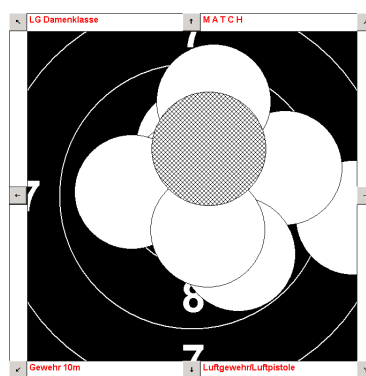 LG Damenklasse
M A T C H
7
7
8
7
Gewehr 10m
Luftgewehr/Luftpistole